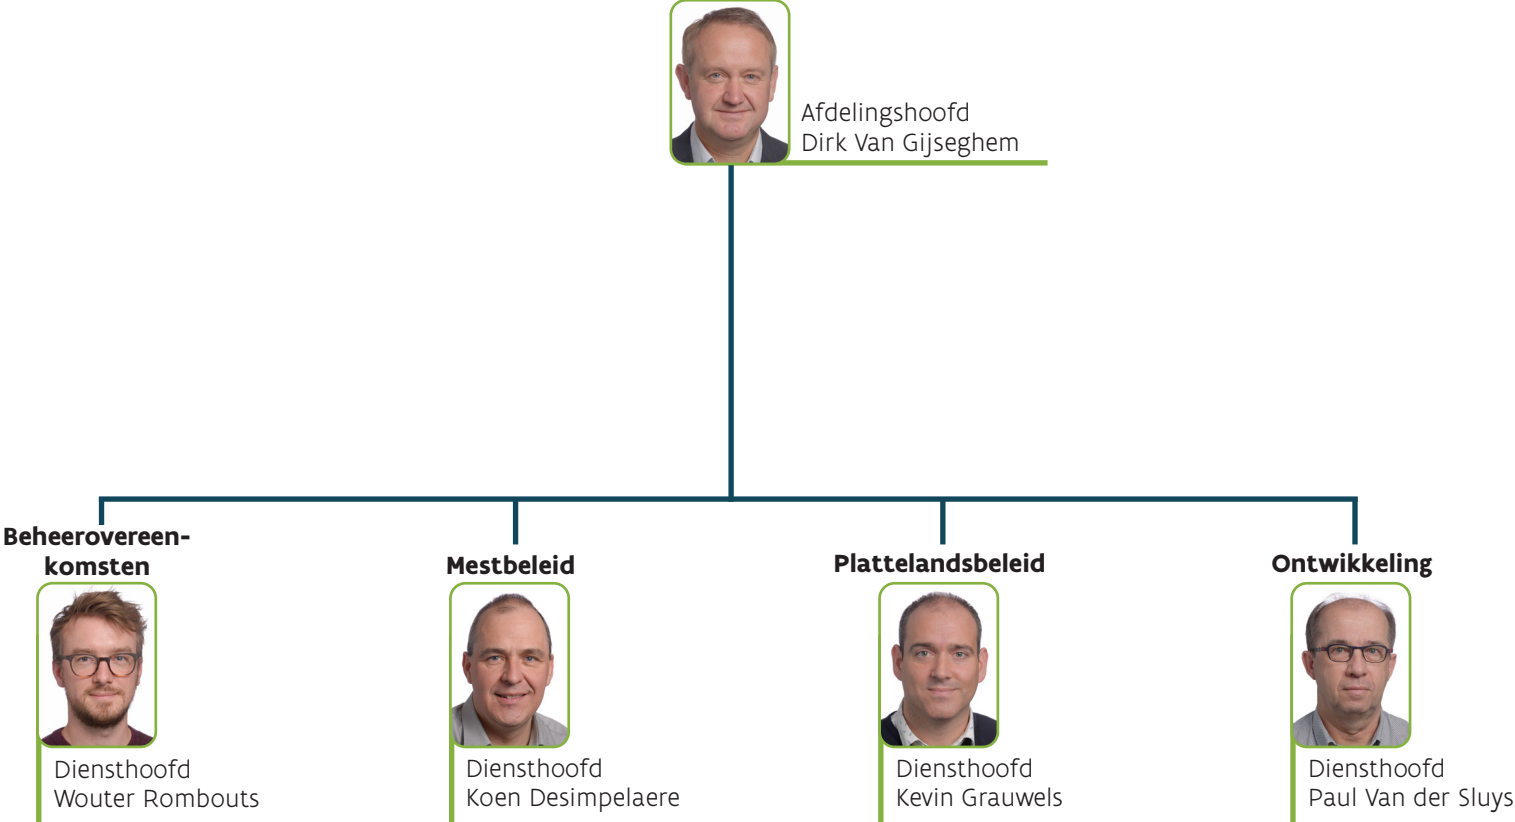 Afdelingshoofd
Dirk Van Gijseghem
Beheerovereen-
komsten
Diensthoofd
Wouter Rombouts
Mestbeleid
Diensthoofd
Koen Desimpelaere
Plattelandsbeleid
Diensthoofd
Kevin Grauwels
Ontwikkeling
Diensthoofd
Paul Van der Sluys